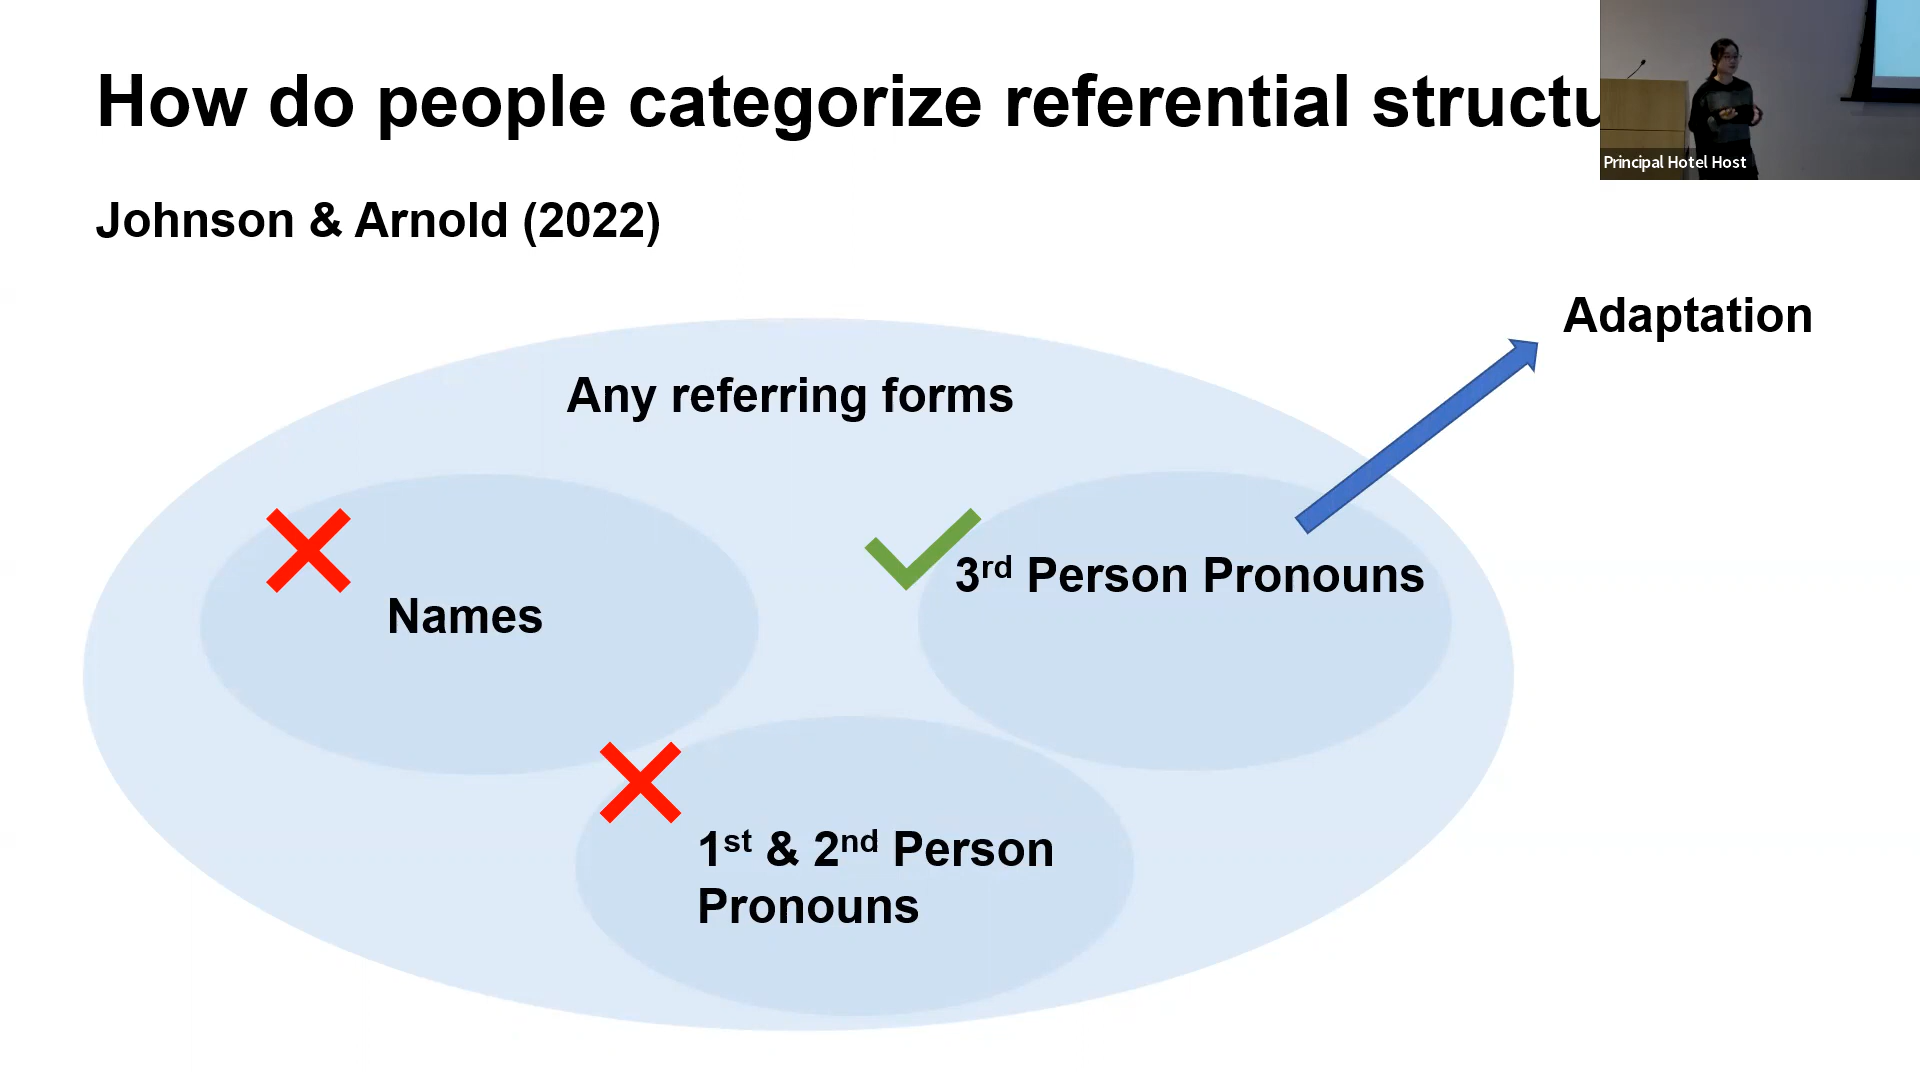 How do people categorize referential structu
Principal Hotel Host
Johnson & Arnold (2022)
Adaptation
Any referring forms
3rd Person Pronouns
Names
1st & 2nd Person
Pronouns